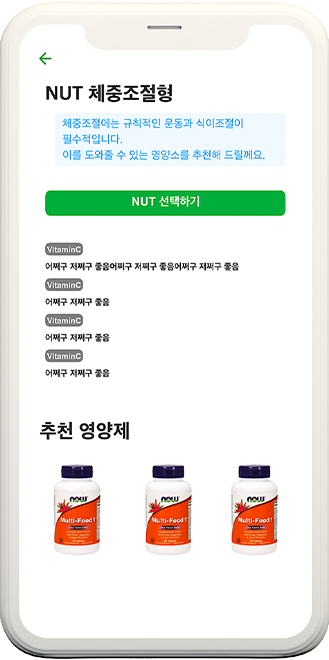 NUT 체중조절형
체중조절에는 규칙적인 운동과 식이조절이
필수적입니다.
이를 도와줄 수 있는 영양소를 추천해 드릴께요.
NUT 선택하기
VitaminC
어쩌구 저쩌구 좋음어쩌구 저쩌구 좋음어쩌구 저쩌구 좋음
VitaminC
어쩌구 저쩌구 좋음
VitaminC
어쩌구 저쩌구 좋음
VitaminC
어쩌구 저쩌구 좋음
추천 영양제
NOW NOW NOW
Multi-Food 1 Multi-Food 1 Multi-Food 1